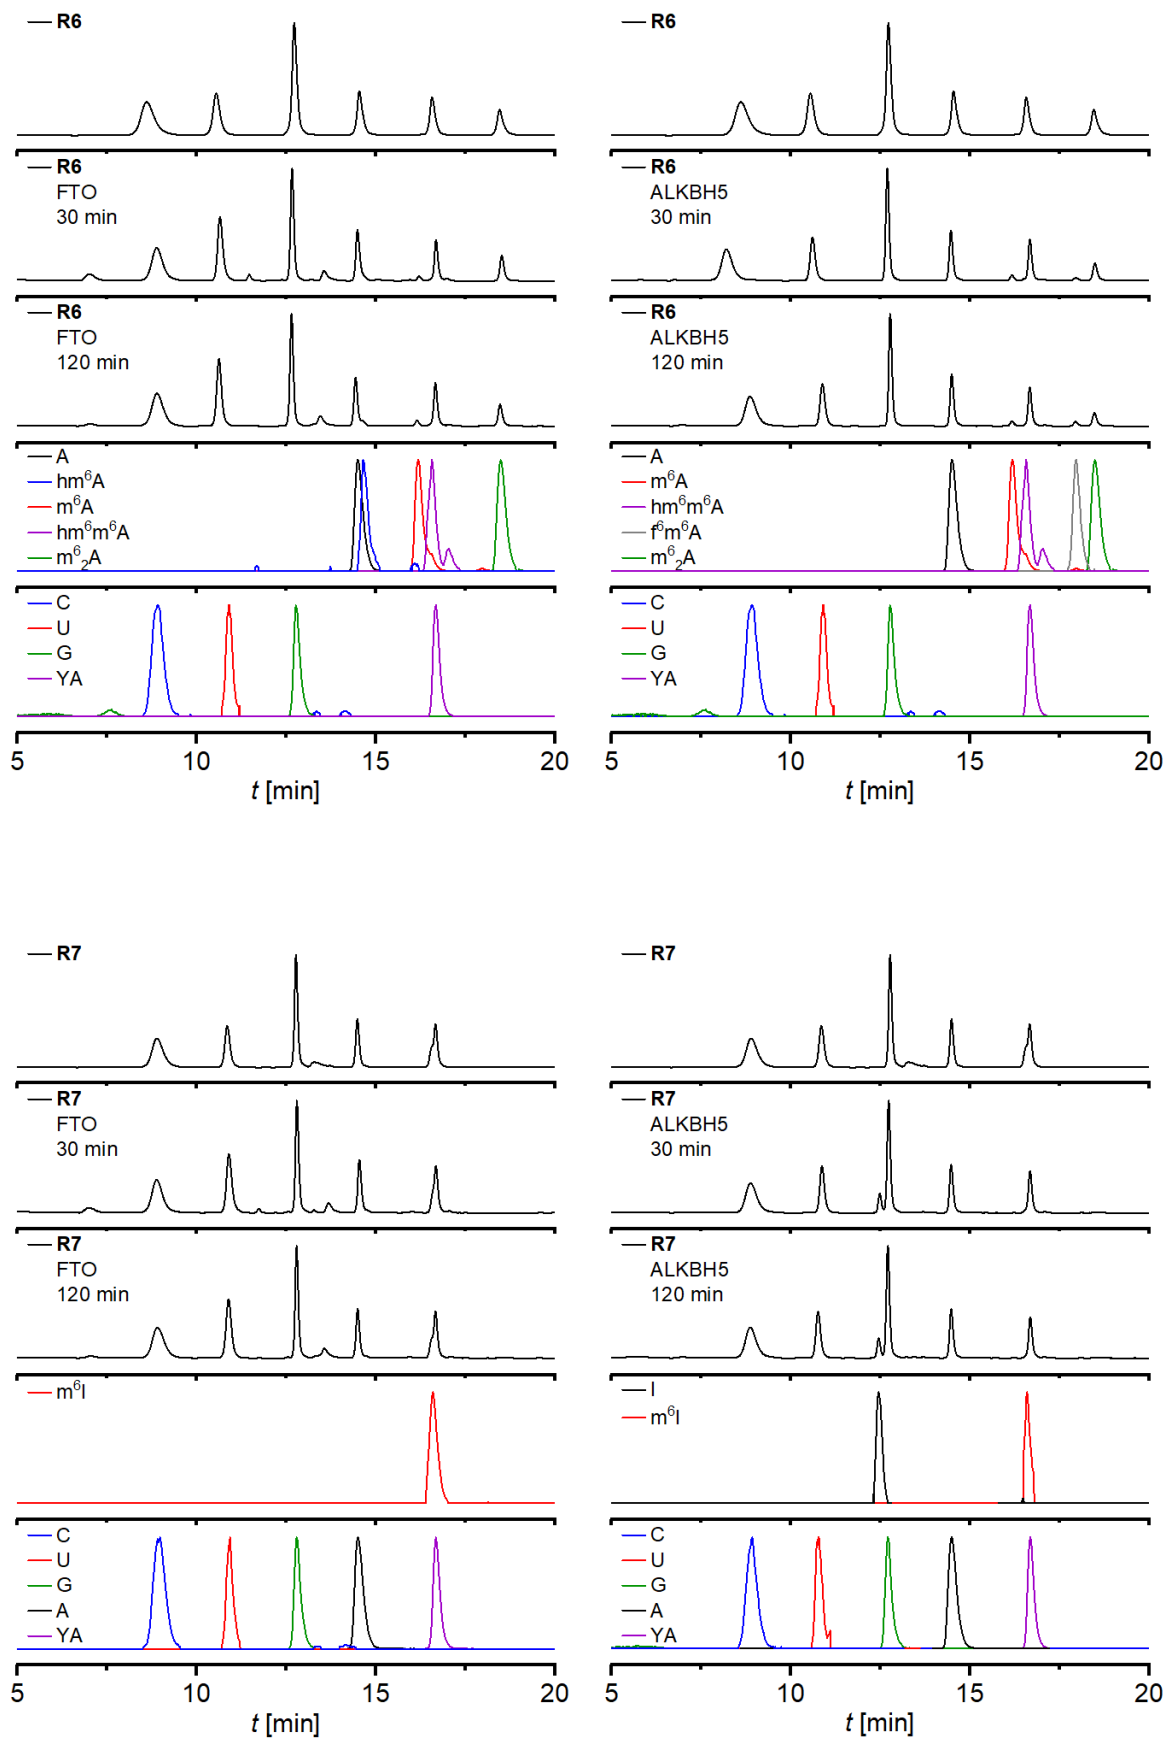 R6
R6
FTO
30 min
R6
FTO
120 min
A
hm⁶A
m⁶A
hm⁶m⁶A
m⁶₂A
C
U
G
YA
5 10 15 20
t [min]
R6
R6
ALKBH5
30 min
R6
ALKBH5
120 min
A
m⁶A
hm⁶m⁶A
f⁶m⁶A
m⁶₂A
C
U
G
YA
5 10 15 20
t [min]
R7
R7
FTO
30 min
R7
FTO
120 min
m⁶I
C
U
G
A
YA
5 10 15 20
t [min]
R7
R7
ALKBH5
30 min
R7
ALKBH5
120 min
I
m⁶I
C
U
G
A
YA
5 10 15 20
t [min]